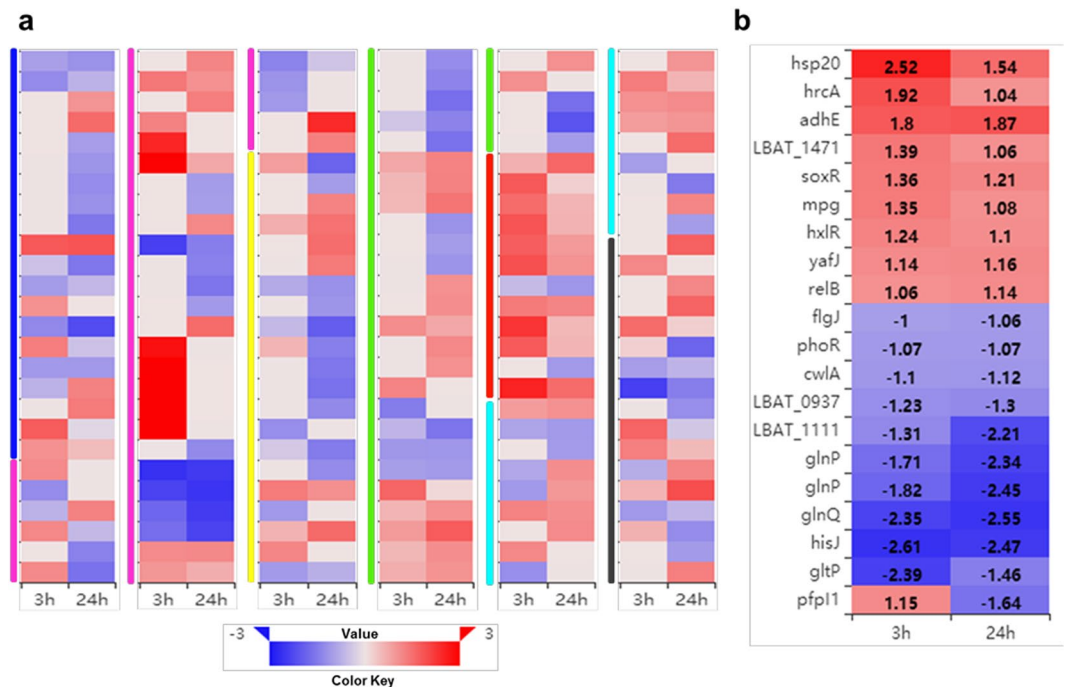 a
3h 24h 3h 24h 3h 24h 3h 24h 3h 24h 3h 24h
-3 Value 3
Color Key
b
hsp20 2.52 1.54
hrcA 1.92 1.04
adhE 1.8 1.87
LBAT_1471 1.39 1.06
soxR 1.36 1.21
mpg 1.35 1.08
hxlR 1.24 1.1
yafJ 1.14 1.16
relB 1.06 1.14
flgJ -1 -1.06
phoR -1.07 -1.07
cwlA -1.1 -1.12
LBAT_0937 -1.23 -1.3
LBAT_1111 -1.31 -2.21
glnP -1.71 -2.34
glnP -1.82 -2.45
glnQ -2.35 -2.55
hisJ -2.61 -2.47
gltP -2.39 -1.46
pfpI1 1.15 -1.64
3h 24h